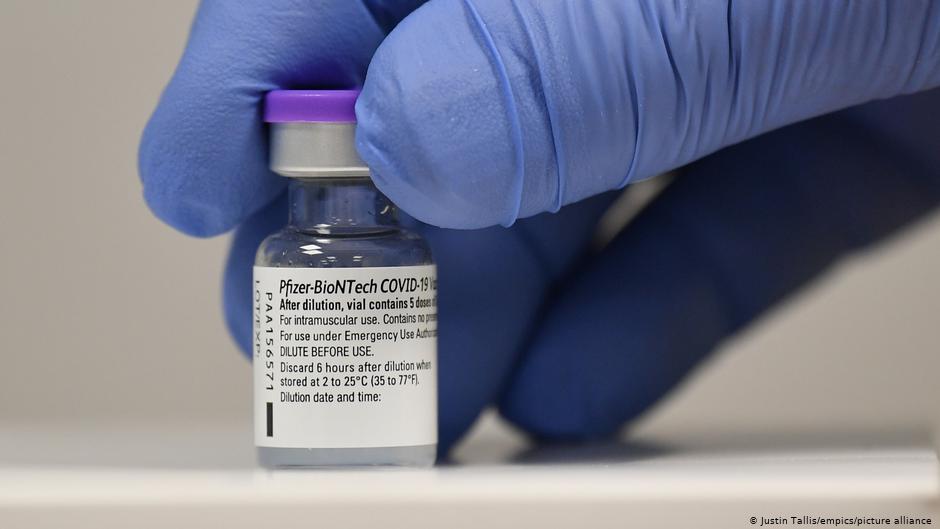 Pfizer-BioNTech COVID-19
After dilution, vial contains 5 doses
For intramuscular use. Contains no
For use under Emergency Use
DILUTE BEFORE USE.
Discard 6 hours after dilution when
stored at 2 to 25°C (35 to 77°F).
Dilution date and time:
PAA156571
LOT/EXP:
© Justin Tallis/empics/picture alliance